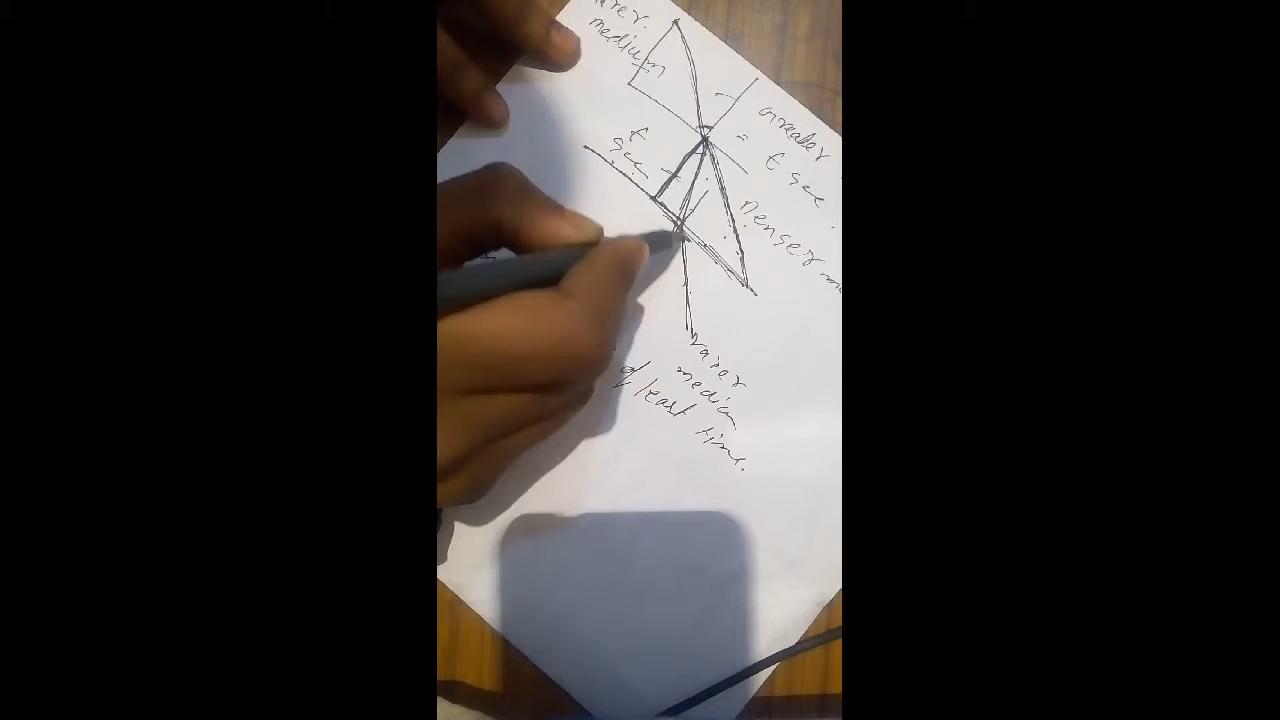 medium
t
sec
Greater
= t sec
Denser
rarer
medium
of least time.